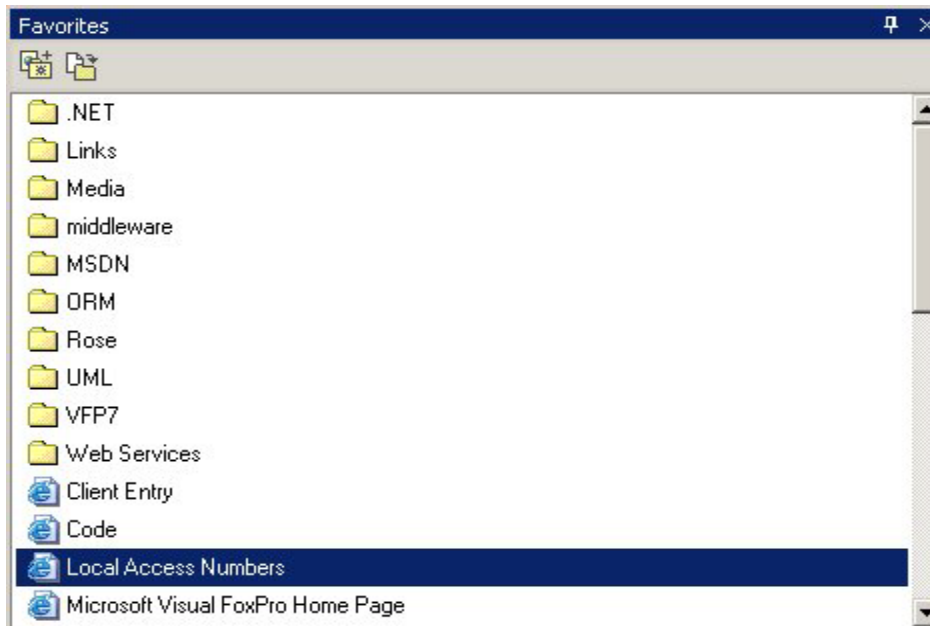 Favorites
.NET
Links
Media
middleware
MSDN
ORM
Rose
UML
VFP7
Web Services
Client Entry
Code
Local Access Numbers
Microsoft Visual FoxPro Home Page